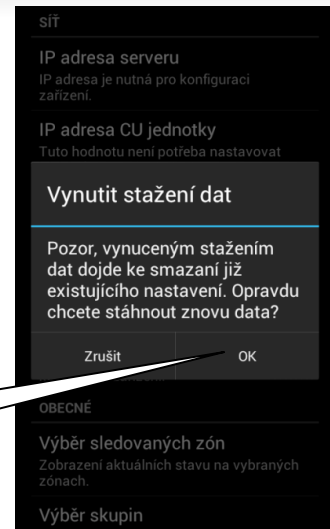 SÍŤ
IP adresa serveru
IP adresa je nutná pro konfiguraci
zařízení.
IP adresa CU jednotky
Tuto hodnotu není potřeba nastavovat
Vynutit stažení dat
Pozor, vynuceným stažením
dat dojde ke smazaní již
existujícího nastavení. Opravdu
chcete stáhnout znovu data?
Zrušit OK
OBECNÉ
Výběr sledovaných zón
Zobrazení aktuálních stavu na vybraných
zónach.
Výběr skupin